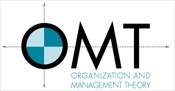 OMT
ORGANIZATION AND
MANAGEMENT THEORY